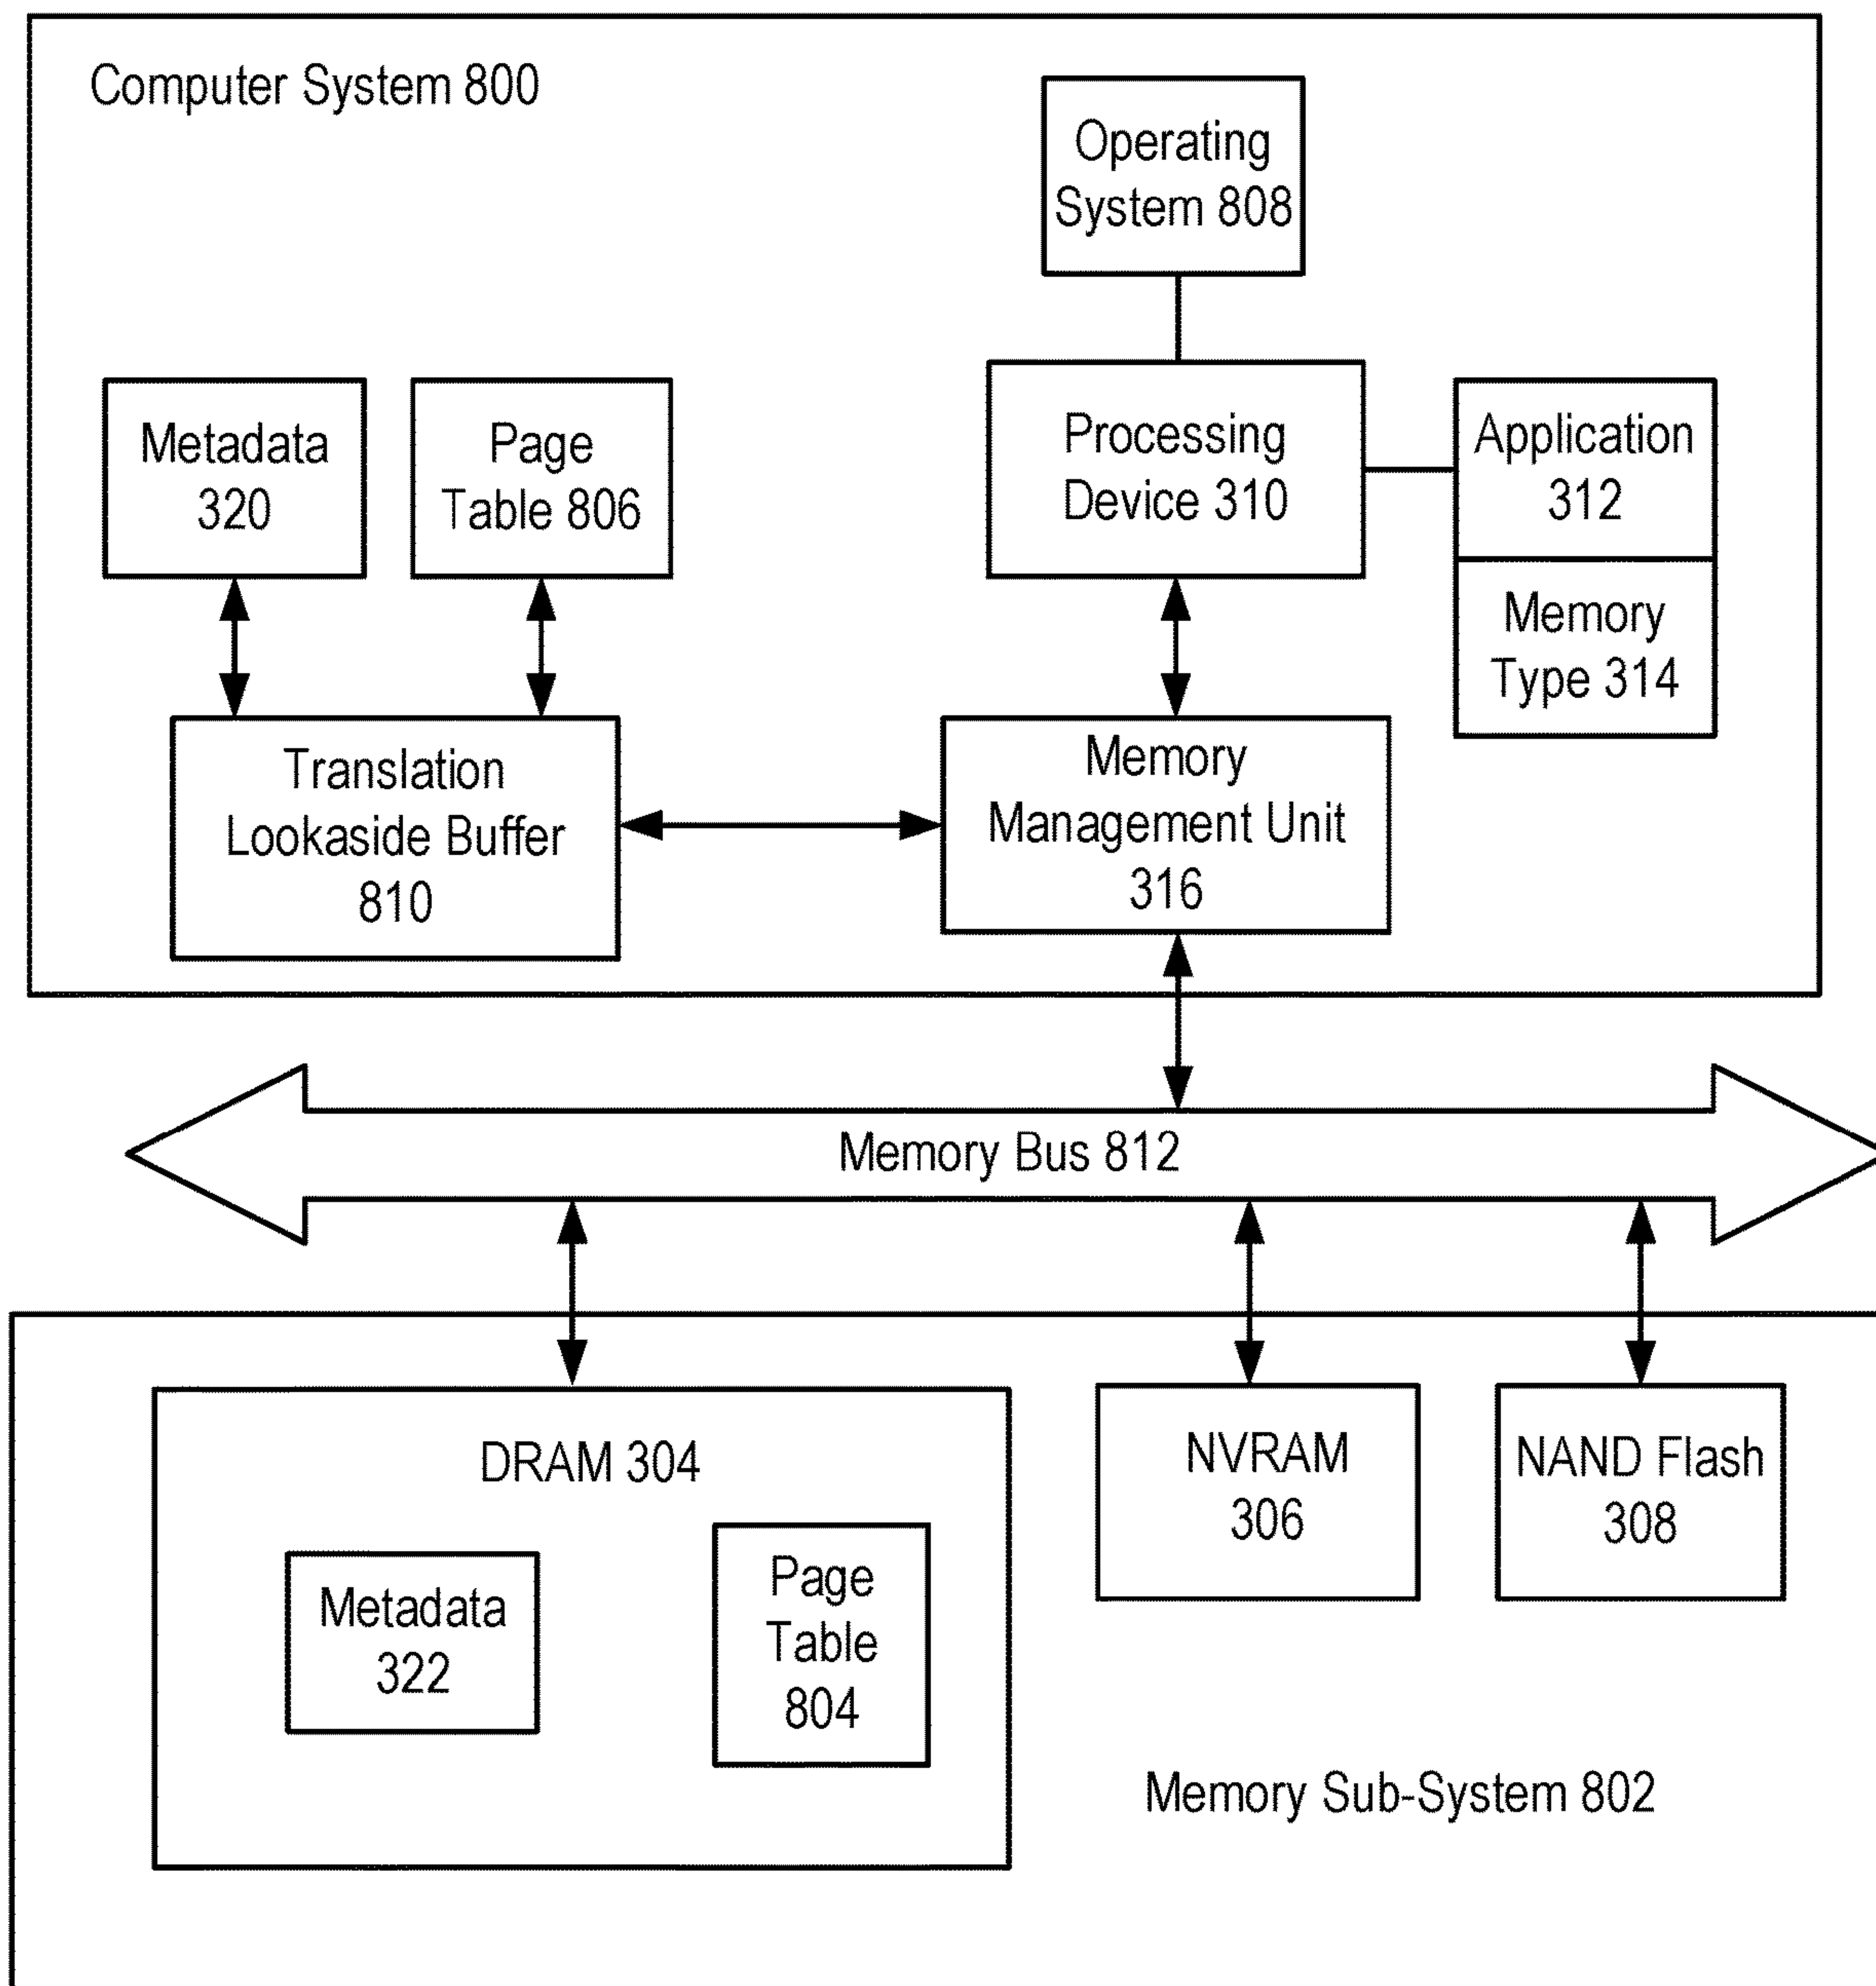 Computer System 800
Operating
System 808
Metadata
320
Page
Table 806
Processing
Device 310
Application
312
Memory
Type 314
Translation
Lookaside Buffer
810
Memory
Management Unit
316
Memory Bus 812
DRAM 304
Metadata
322
Page
Table
804
NVRAM
306
NAND Flash
308
Memory Sub-System 802